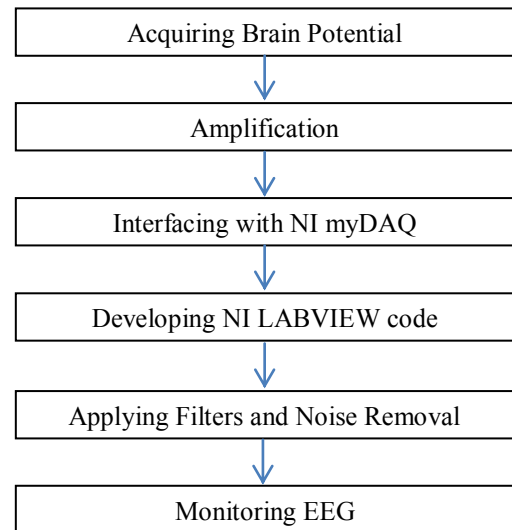 Acquiring Brain Potential
Amplification
Interfacing with NI myDAQ
Developing NI LABVIEW code
Applying Filters and Noise Removal
Monitoring EEG